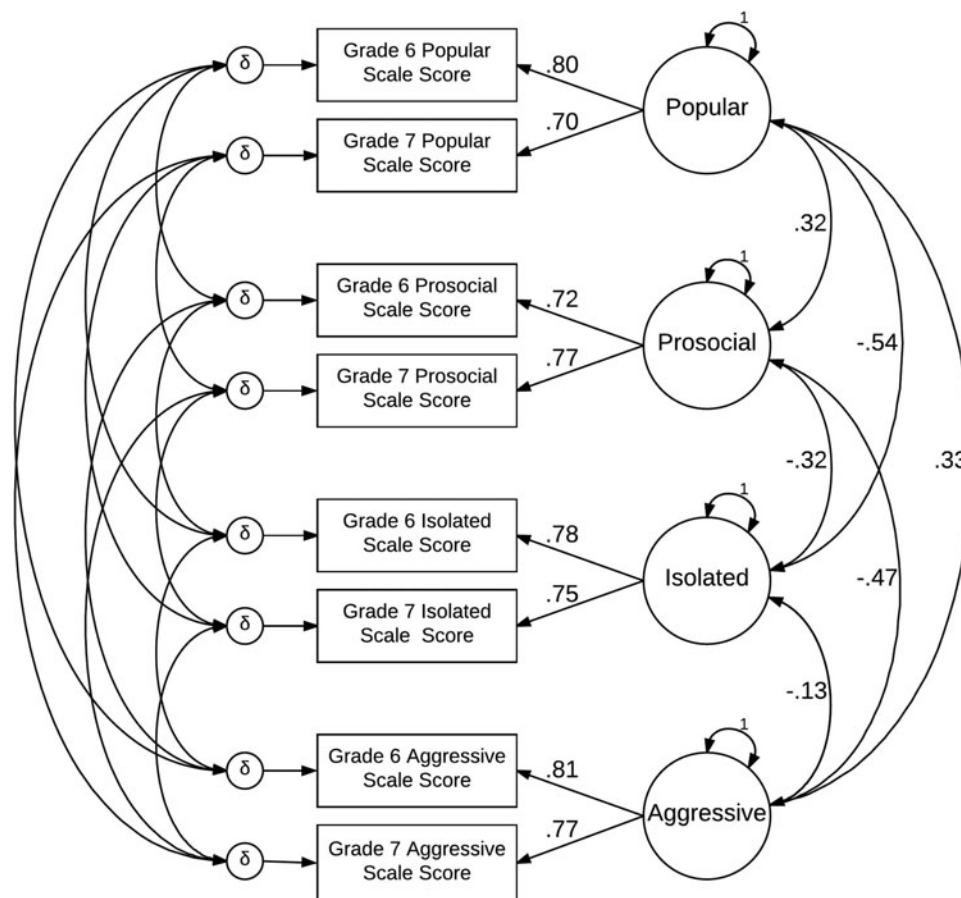 1
δ
Grade 6 Popular
Scale Score
.80
Popular
δ
Grade 7 Popular
Scale Score
.70
.32
1
δ
Grade 6 Prosocial
Scale Score
.72
Prosocial
-.54
δ
Grade 7 Prosocial
Scale Score
.77
-.32
.33
1
δ
Grade 6 Isolated
Scale Score
.78
Isolated
-.47
δ
Grade 7 Isolated
Scale Score
.75
-.13
1
δ
Grade 6 Aggressive
Scale Score
.81
Aggressive
δ
Grade 7 Aggressive
Scale Score
.77